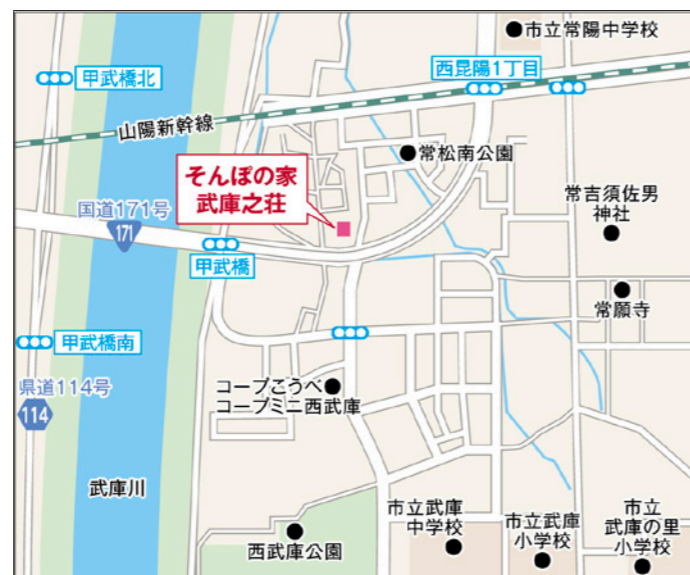 市立常陽中学校
西昆陽1丁目
甲武橋北
山陽新幹線
常松南公園
そんぽの家
武庫之荘
常吉須佐男
神社
国道171号
171
甲武橋
常願寺
甲武橋南
県道114号
114
コープこうべ
コープミニ西武庫
武庫川
市立武庫
中学校
市立武庫
小学校
市立
武庫の里
小学校
西武庫公園